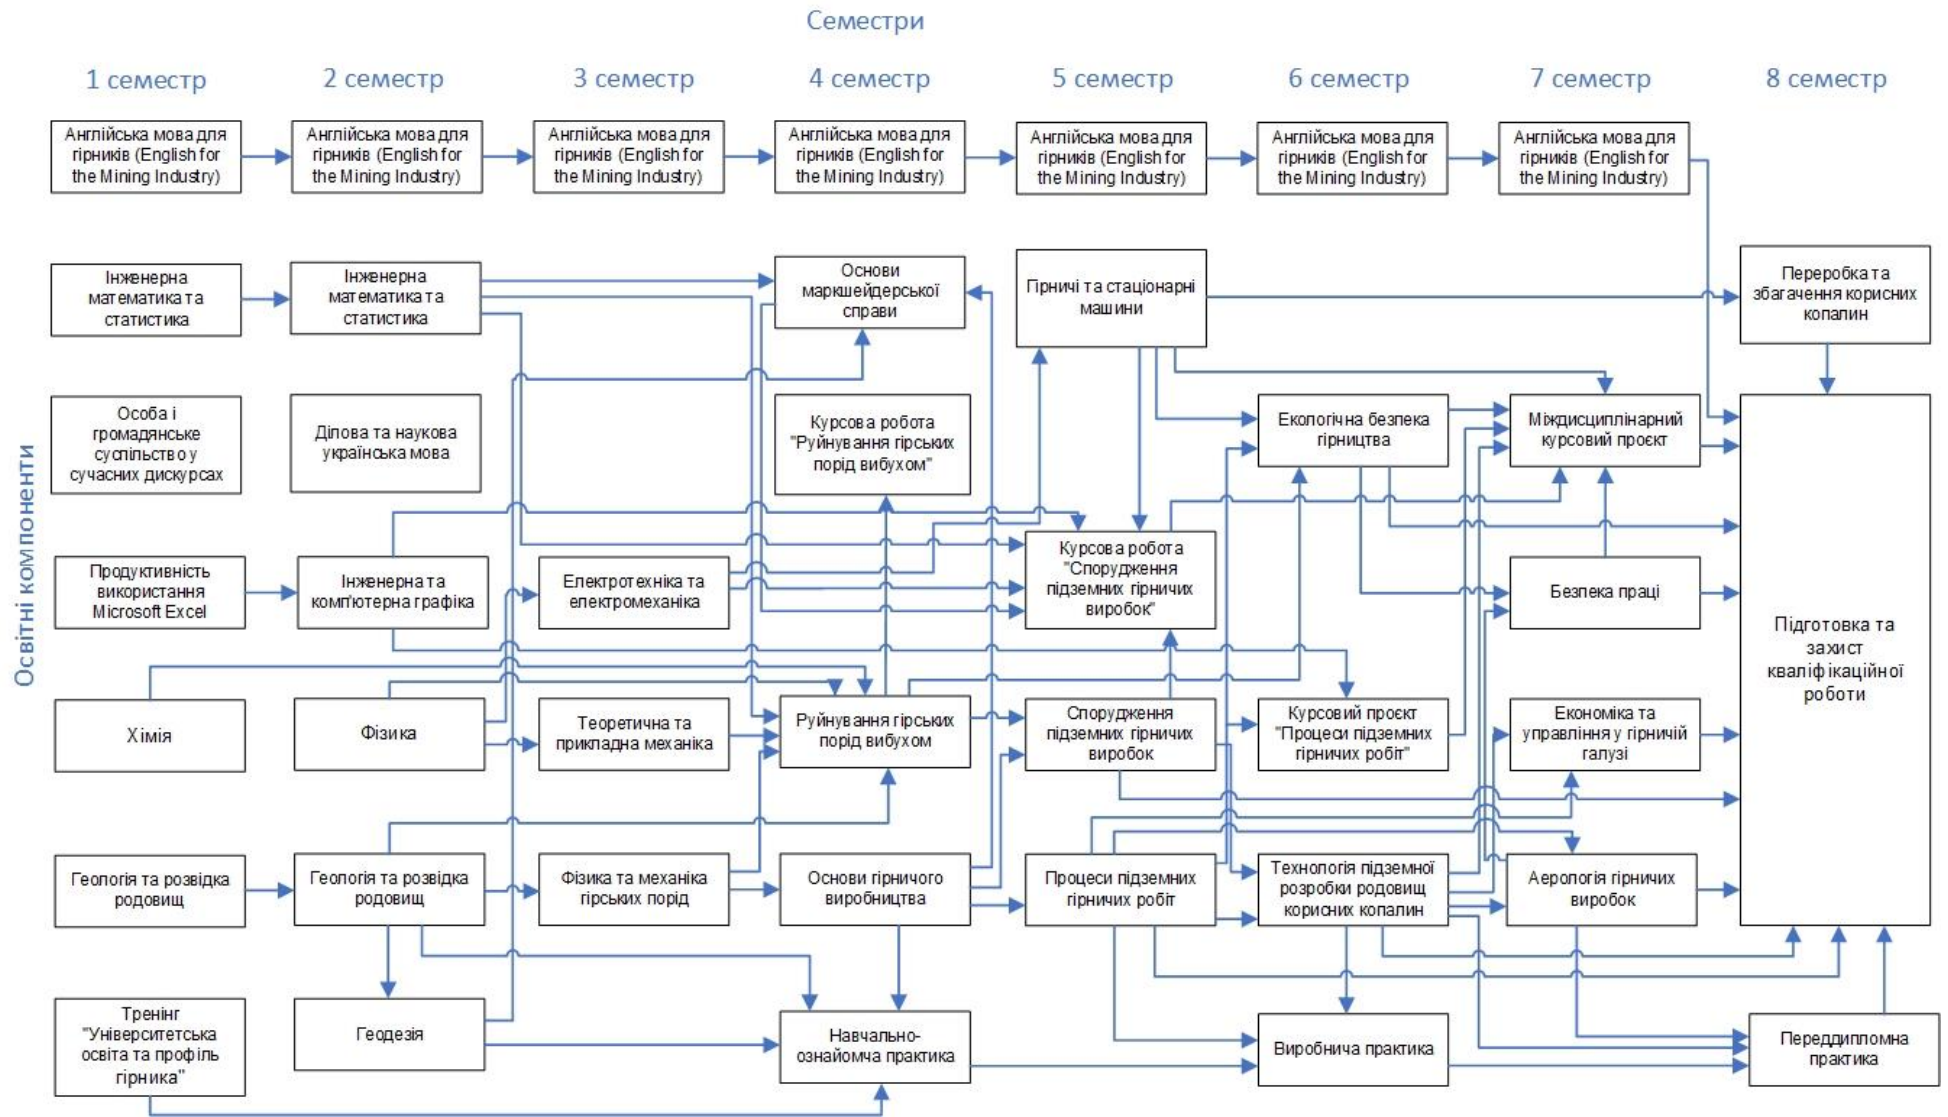 Семестри
1 семестр
2 семестр
3 семестр
4 семестр
5 семестр
6 семестр
7 семестр
8 семестр
Освітні компоненти
Англійська мова для
гірників (English for
the Mining Industry)
Англійська мова для
гірників (English for
the Mining Industry)
Англійська мова для
гірників (English for
the Mining Industry)
Англійська мова для
гірників (English for
the Mining Industry)
Англійська мова для
гірників (English for
the Mining Industry)
Англійська мова для
гірників (English for
the Mining Industry)
Англійська мова для
гірників (English for
the Mining Industry)
Інженерна
математика та
статистика
Інженерна
математика та
статистика
Основи
маркшейдерської
справи
Гірничі та стаціонарні
машини
Переробка та
збагачення корисних
копалин
Особа і
громадянське
суспільство у
сучасних дискурсах
Ділова та наукова
українська мова
Курсова робота
"Руйнування гірських
порід вибухом"
Екологічна безпека
гірництва
Міждисциплінарний
курсовий проєкт
Продуктивність
використання
Microsoft Excel
Інженерна та
комп'ютерна графіка
Електротехніка та
електромеханіка
Курсова робота
"Спорудження
підземних гірничих
виробок"
Безпека праці
Підготовка та
захист
кваліфікаційної
роботи
Хімія
Фізика
Теоретична та
прикладна механіка
Руйнування гірських
порід вибухом
Спорудження
підземних гірничих
виробок
Курсовий проєкт
"Процеси підземних
гірничих робіт"
Економіка та
управління у гірничій
галузі
Геологія та розвідка
родовищ
Геологія та розвідка
родовищ
Фізика та механіка
гірських порід
Основи гірничого
виробництва
Процеси підземних
гірничих робіт
Технологія підземної
розробки родовищ
корисних копалин
Аерологія гірничих
виробок
Тренінг
"Університетська
освіта та профіль
гірника"
Геодезія
Навчально-
ознайомча практика
Виробнича практика
Переддипломна
практика